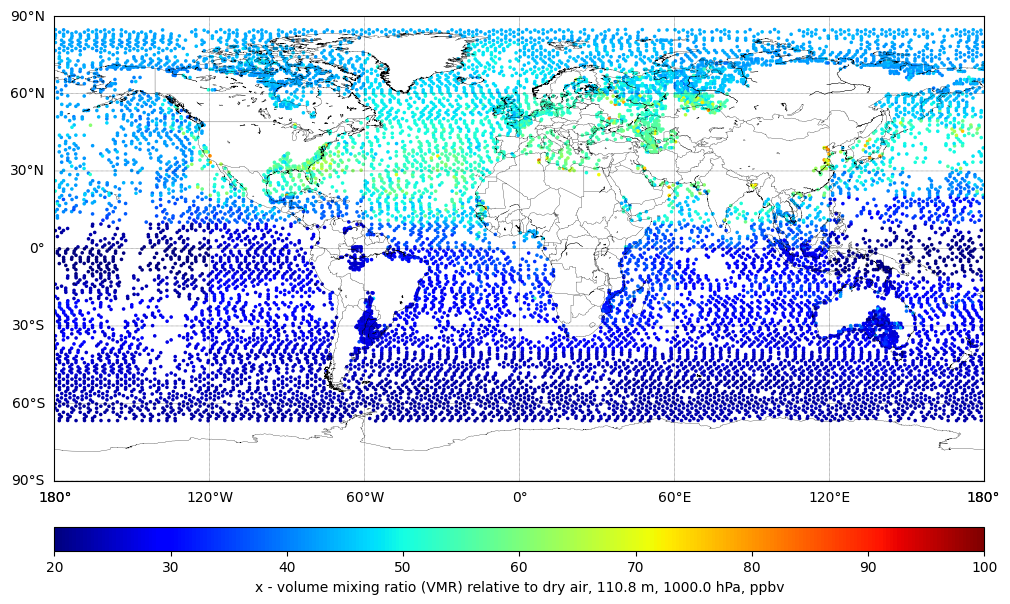 90°N
60°N
30°N
0°
30°S
60°S
90°S
180° 120°W 60°W 0° 60°E 120°E 180°
20 30 40 50 60 70 80 90 100
x - volume mixing ratio (VMR) relative to dry air, 110.8 m, 1000.0 hPa, ppbv